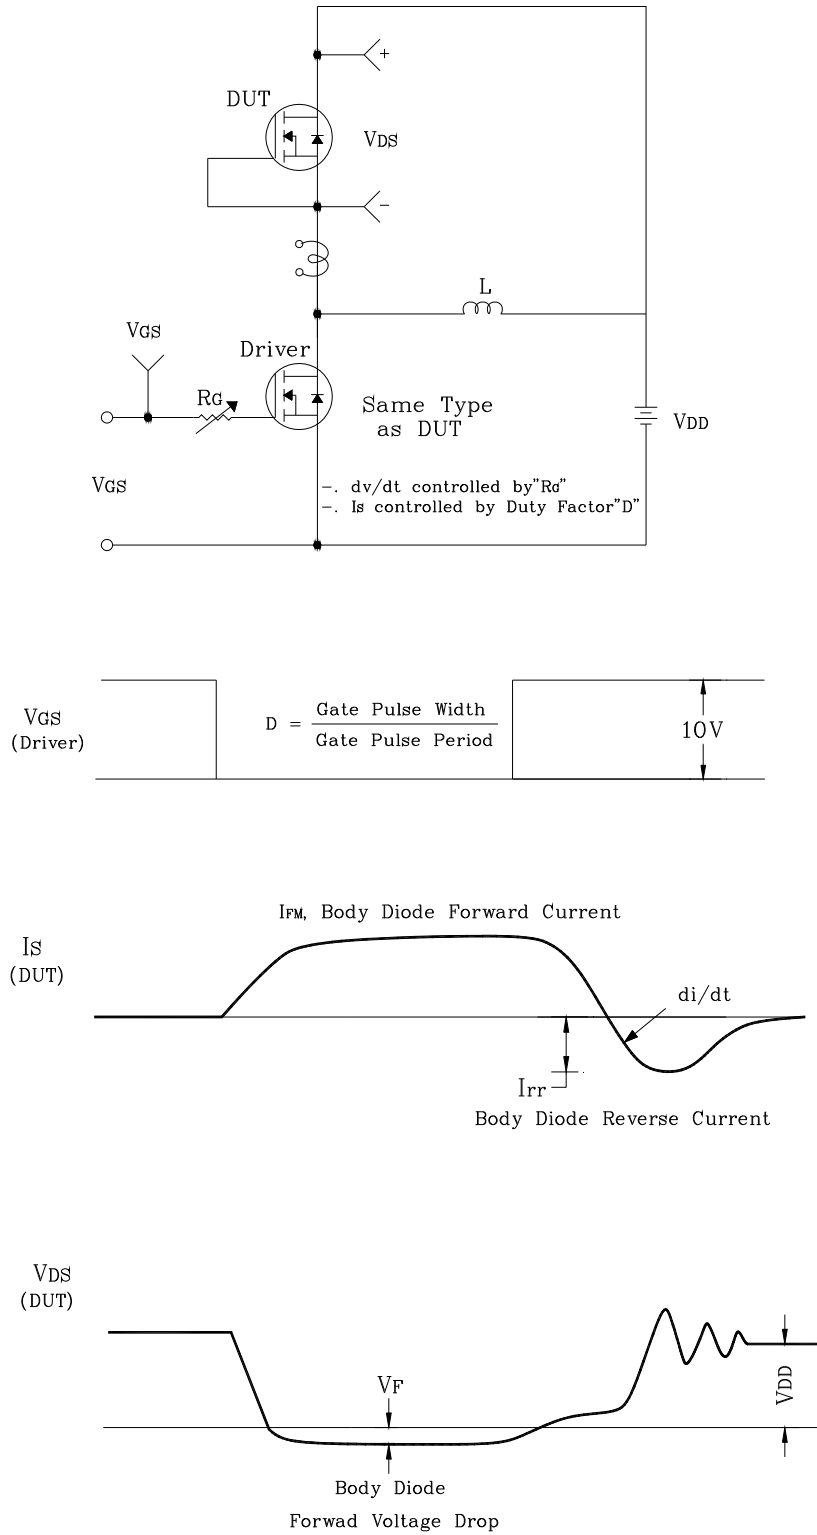 +
DUT
VDS
-
L
VGS
Driver
RG
Same Type
as DUT
VDD
VGS
-. dv/dt controlled by"RG"
-. Is controlled by Duty Factor"D"
VGS
(Driver)
D = Gate Pulse Width
Gate Pulse Period
10V
IFM, Body Diode Forward Current
IS
(DUT)
di/dt
Irr
Body Diode Reverse Current
VDS
(DUT)
VF
VDD
Body Diode
Forwad Voltage Drop